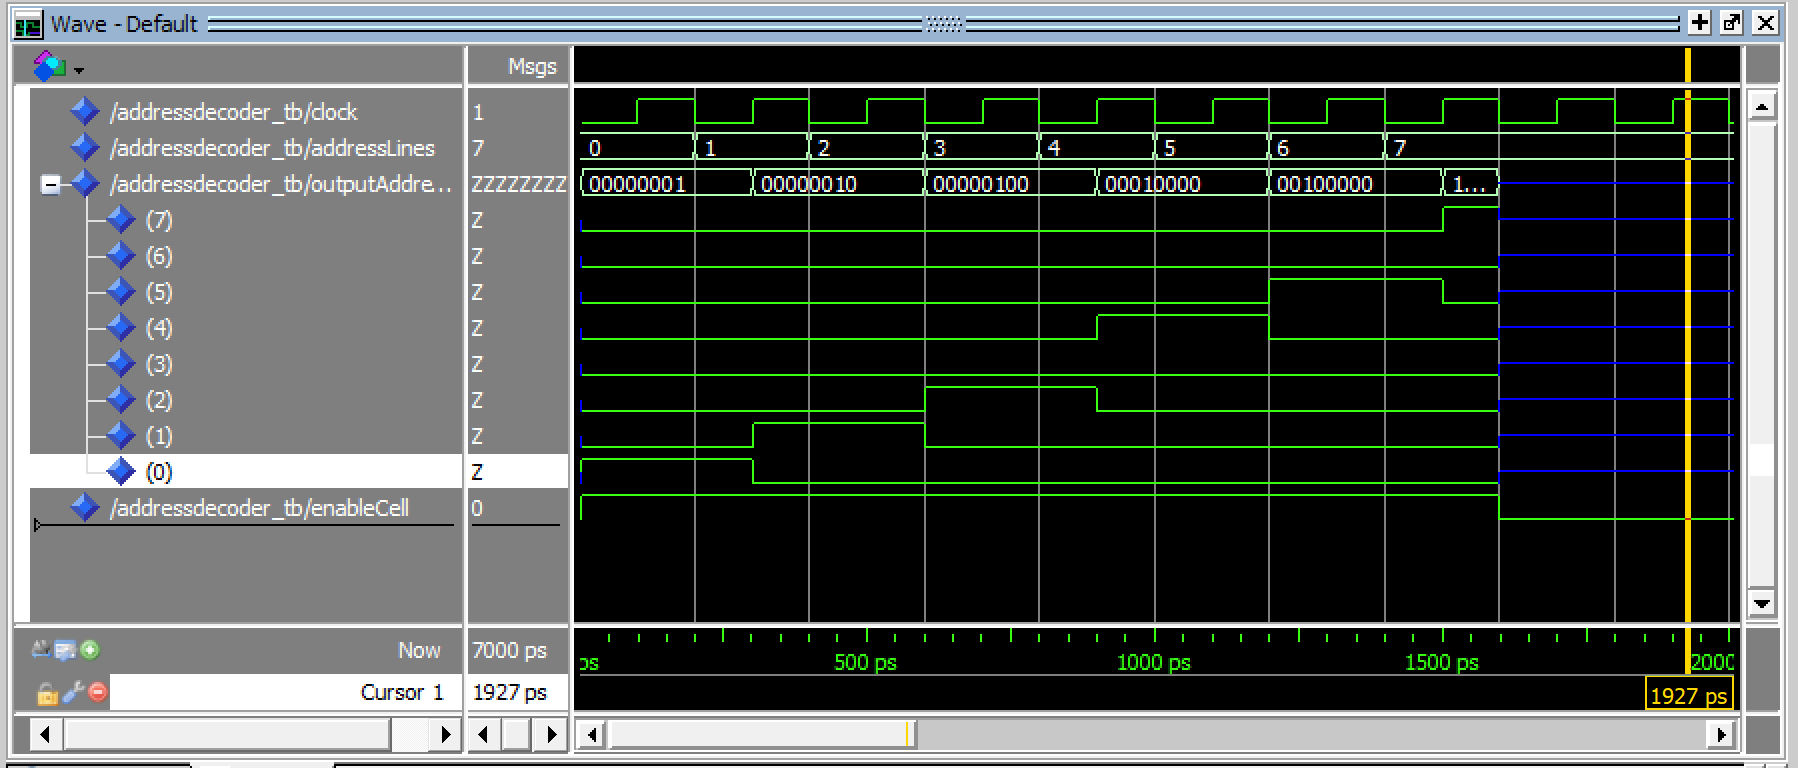 Wave - Default
Msgs
/addressdecoder_tb/clock 1
/addressdecoder_tb/addressLines 7 0 1 2 3 4 5 6 7
/addressdecoder_tb/outputAddre... ZZZZZZZZ 00000001 00000010 00000100 00010000 00100000 1...
(7) Z
(6) Z
(5) Z
(4) Z
(3) Z
(2) Z
(1) Z
(0) Z
/addressdecoder_tb/enableCell 0
Now 7000 ps ps 500 ps 1000 ps 1500 ps 2000
Cursor 1 1927 ps 1927 ps